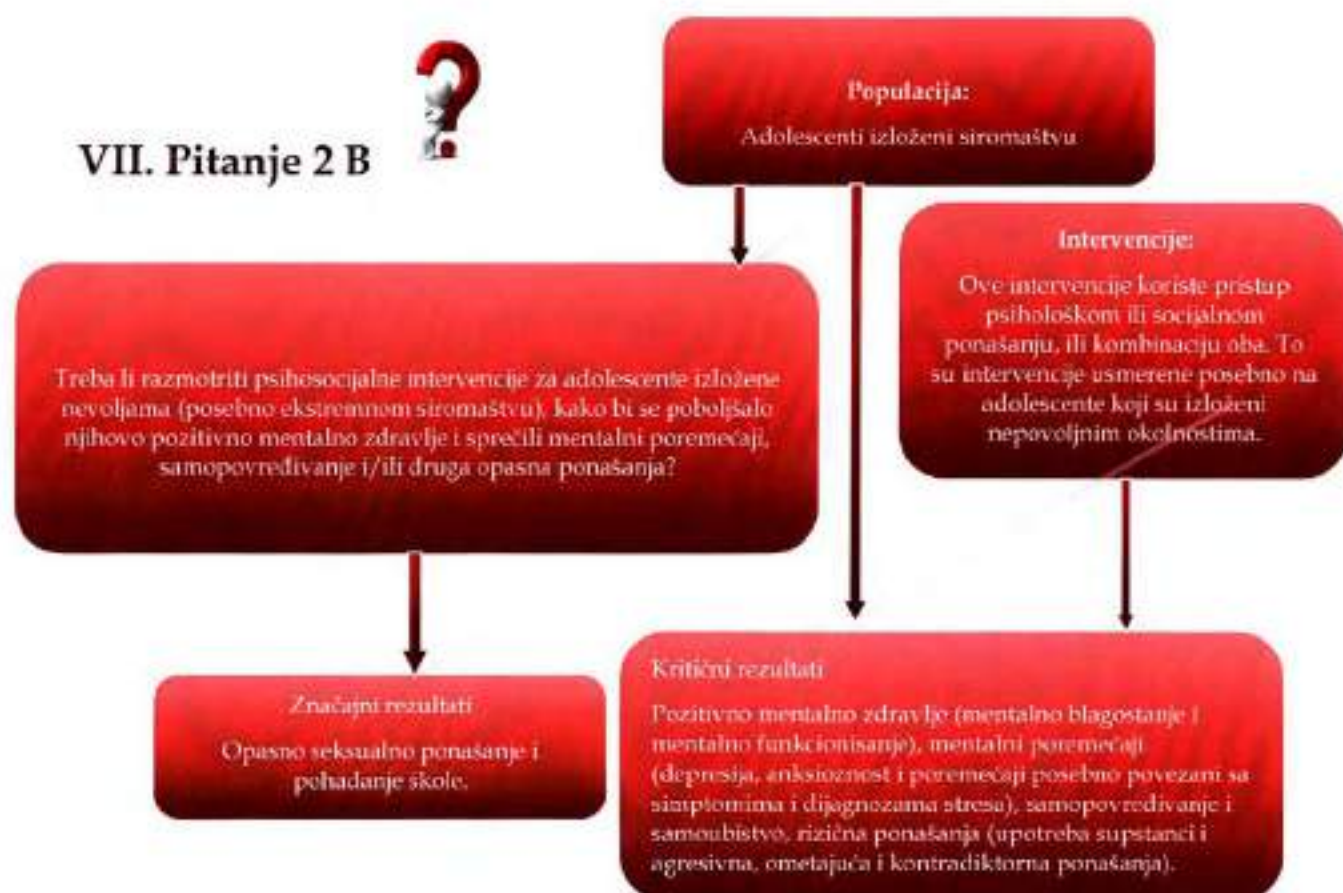 VII. Pitanje 2 B
Populacija:
Adolescenti izloženi siromaštvu
Intervencije:
Ove intervencije koriste pristup
psihološkom ili socijalnom
ponašanju, ili kombinaciju oba. To
su intervencije usmerene posebno na
adolescente koji su izloženi
nepovoljnim okolnostima.
Treba li razmotriti psihosocijalne intervencije za adolescente izložene
nevoljama (posebno ekstremnom siromaštvu), kako bi se poboljšalo
njihovo pozitivno mentalno zdravlje i sprečili mentalni poremećaji,
samopovređivanje i/ili druga opasna ponašanja?
Značajni rezultati
Opasno seksualno ponašanje i
pohađanje škole.
Kritični rezultati
Pozitivno mentalno zdravlje (mentalno blagostanje i
mentalno funkcionisanje), mentalni poremećaji
(depresija, anksioznost i poremećaji posebno povezani sa
simptomima i dijagnozama stresa), samopovređivanje i
samoubistvo, rizična ponašanja (upotreba supstanci i
agresivna, ometajuća i kontradiktorna ponašanja).